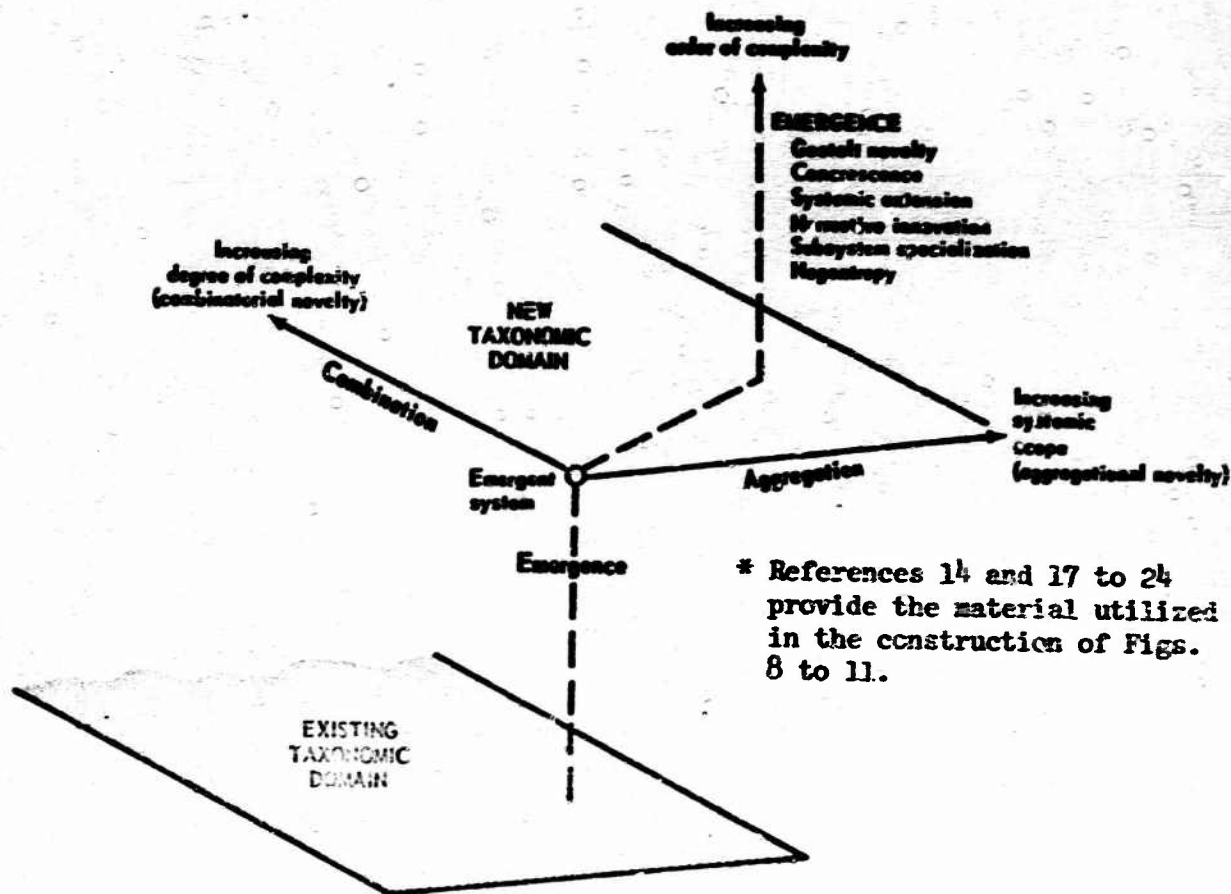 Increasing
order of complexity
EMERGENCE
Gestalt novelty
Concrescence
Systemic extension
Normative innovation
Subsystem specialization
Negentropy
Increasing
degree of complexity
(combinatorial novelty)
NEW
TAXONOMIC
DOMAIN
Combination
Increasing
systemic
scope
(aggregational novelty)
Emergent
system
Aggregation
Emergence
* References 14 and 17 to 24
provide the material utilized
in the construction of Figs.
8 to 11.
EXISTING
TAXONOMIC
DOMAIN